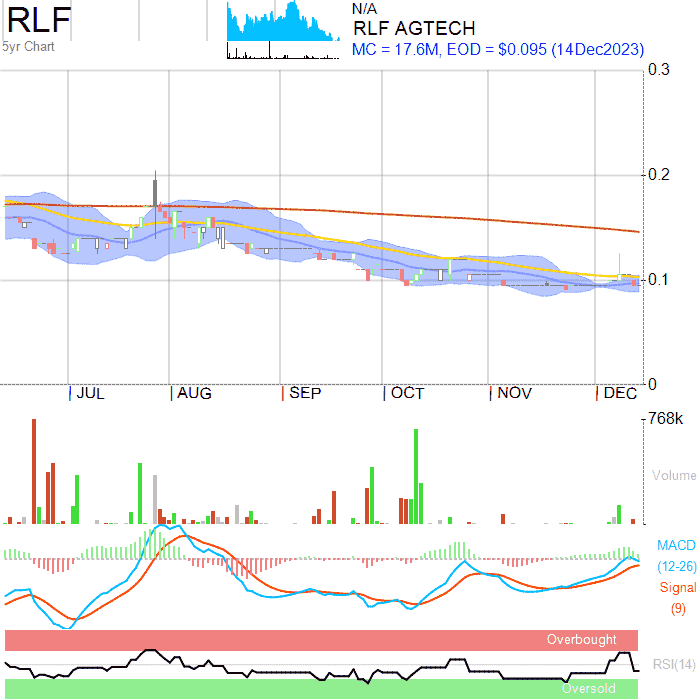 RLF
5yr Chart
N/A
RLF AGTECH
MC = 17.6M, EOD = $0.095 (14Dec2023)
0.3
0.2
0.1
0
JUL AUG SEP OCT NOV DEC
768k
Volume
MACD
(12-26)
Signal
(9)
Overbought
RSI(14)
Oversold